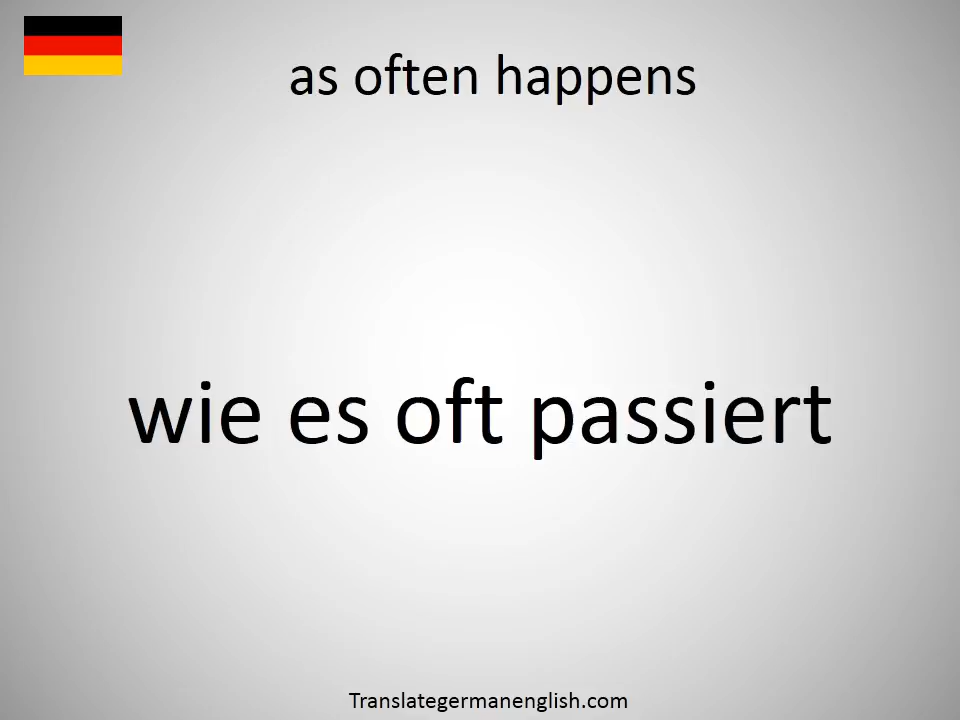 as often happens
wie es oft passiert
Translategermanenglish.com